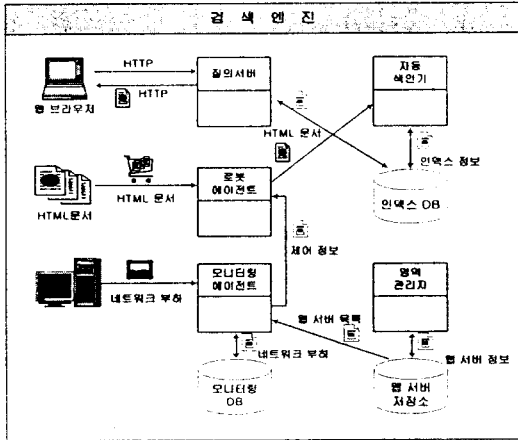 검 색 엔 진
HTTP
HTTP
웹 브라우저
질의서버
자동
색인기
HTML 문서
인덱스 정보
인덱스 DB
HTML문서
HTML 문서
로봇
에이전트
제어 정보
네트워크 부하
모니터링
에이전트
영역
관리자
웹 서버 목록
네트워크 부하
웹 서버 정보
모니터링
DB
웹 서버
저장소